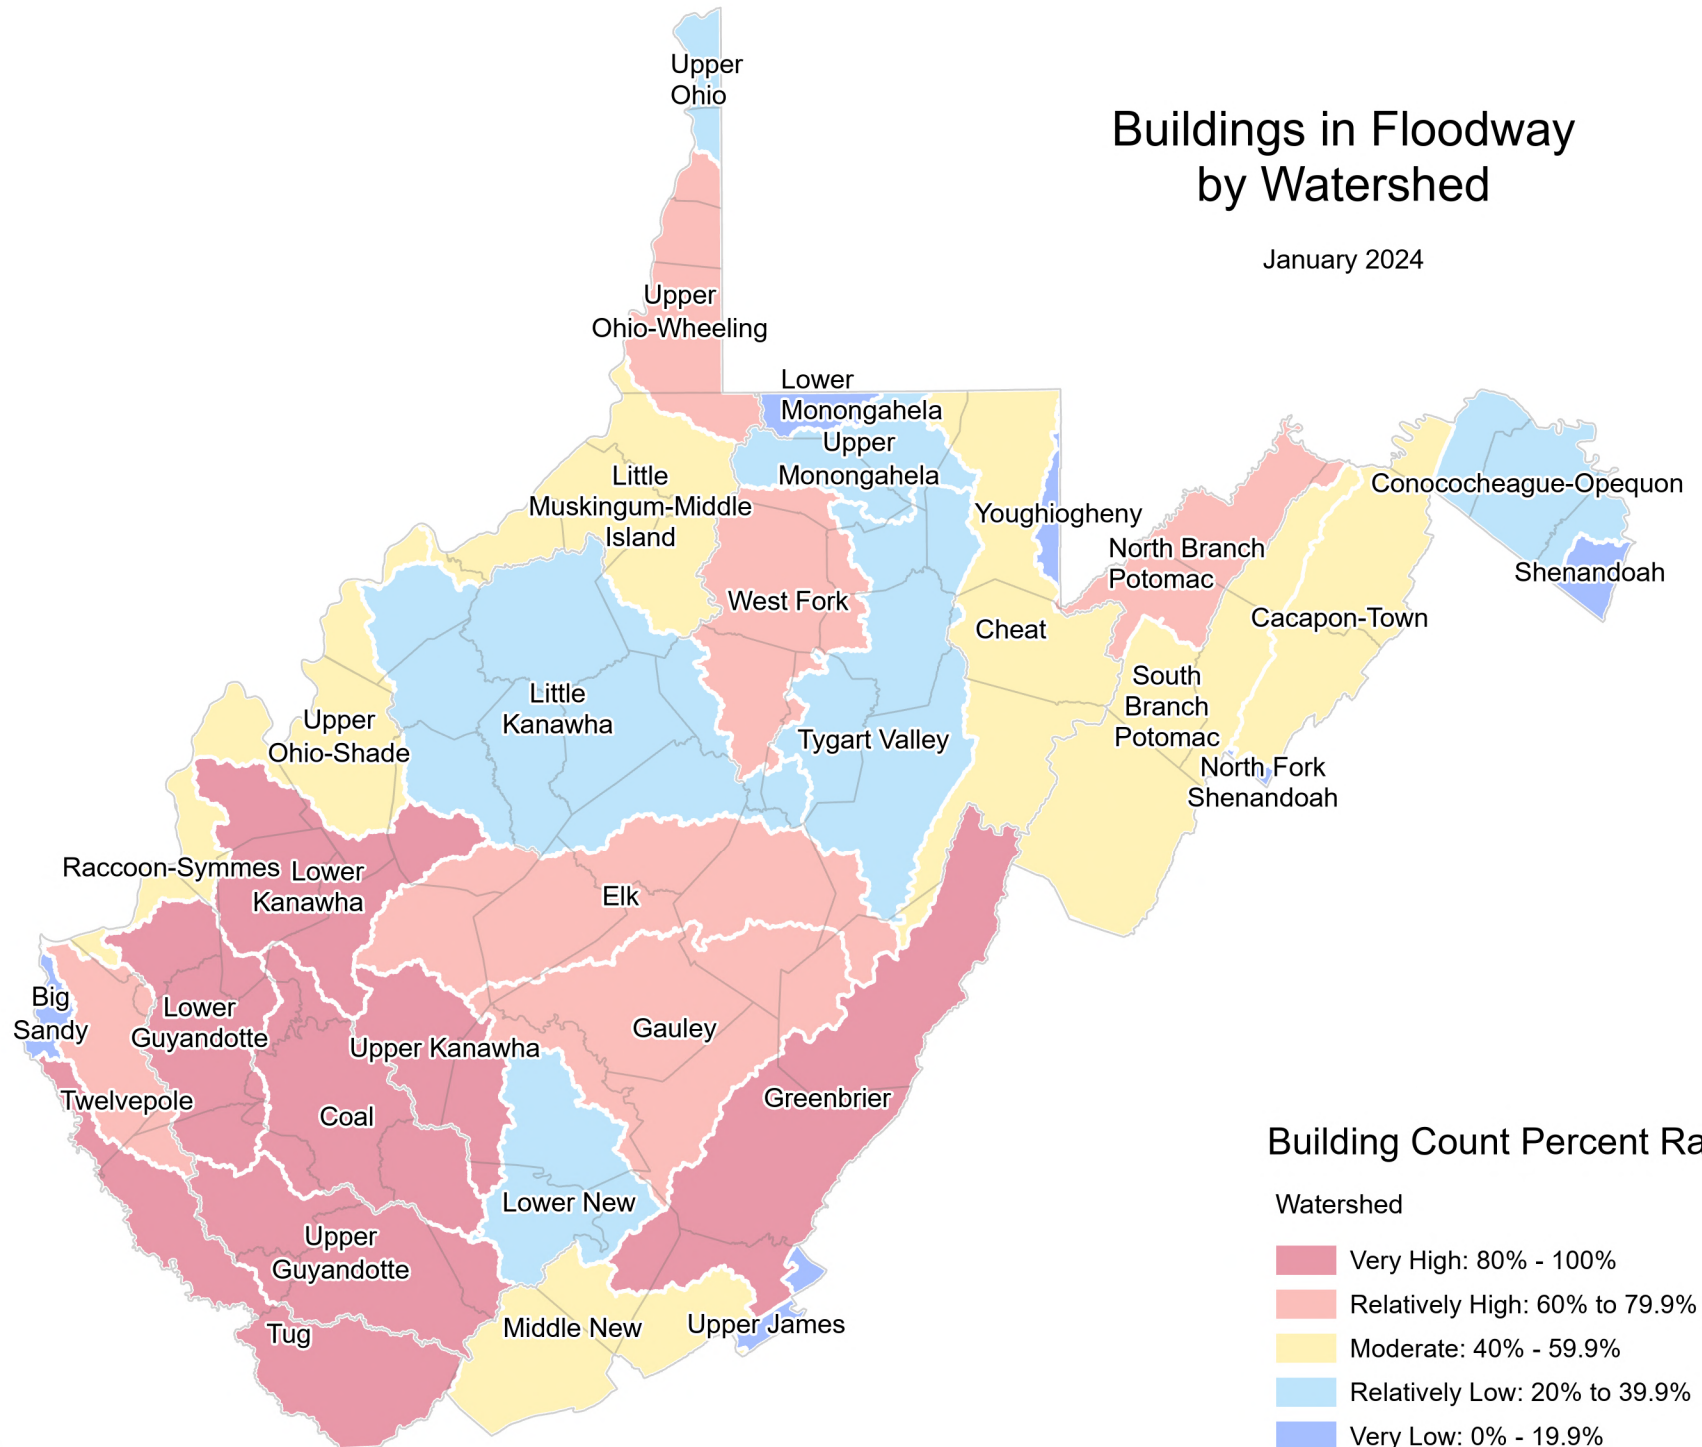 Upper
Ohio
Buildings in Floodway
by Watershed
January 2024
Upper
Ohio-Wheeling
Lower
Monongahela
Upper
Monongahela
Little
Muskingum-Middle
Island
Conococheague-Opequon
Youghiogheny
North Branch
Potomac
Shenandoah
West Fork
Cacapon-Town
Cheat
South
Branch
Potomac
Little
Kanawha
Upper
Ohio-Shade
Tygart Valley
North Fork
Shenandoah
Raccoon-Symmes
Lower
Kanawha
Elk
Big
Sandy
Lower
Guyandotte
Gauley
Upper Kanawha
Twelvepole
Coal
Greenbrier
Lower New
Upper
Guyandotte
Tug
Middle New
Upper James
Building Count Percent Ra
Watershed
Very High: 80% - 100%
Relatively High: 60% to 79.9%
Moderate: 40% - 59.9%
Relatively Low: 20% to 39.9%
Very Low: 0% - 19.9%